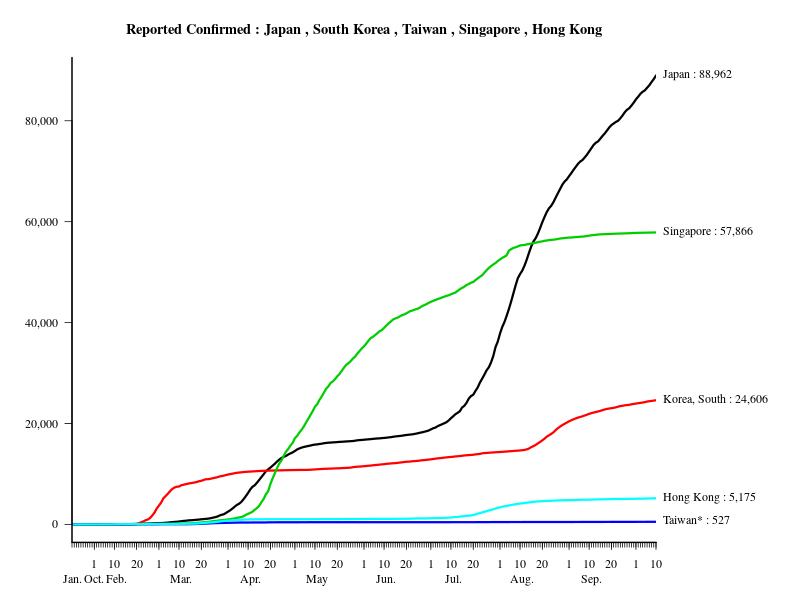 Reported Confirmed : Japan , South Korea , Taiwan , Singapore , Hong Kong
Japan : 88,962
80,000
60,000
Singapore : 57,866
40,000
Korea, South : 24,606
20,000
Hong Kong : 5,175
Taiwan* : 527
0
1 10 20 1 10 20 1 10 20 1 10 20 1 10 20 1 10 20 1 10 20 1 10 20 1 10
Jan. Oct. Feb. Mar. Apr. May Jun. Jul. Aug. Sep.